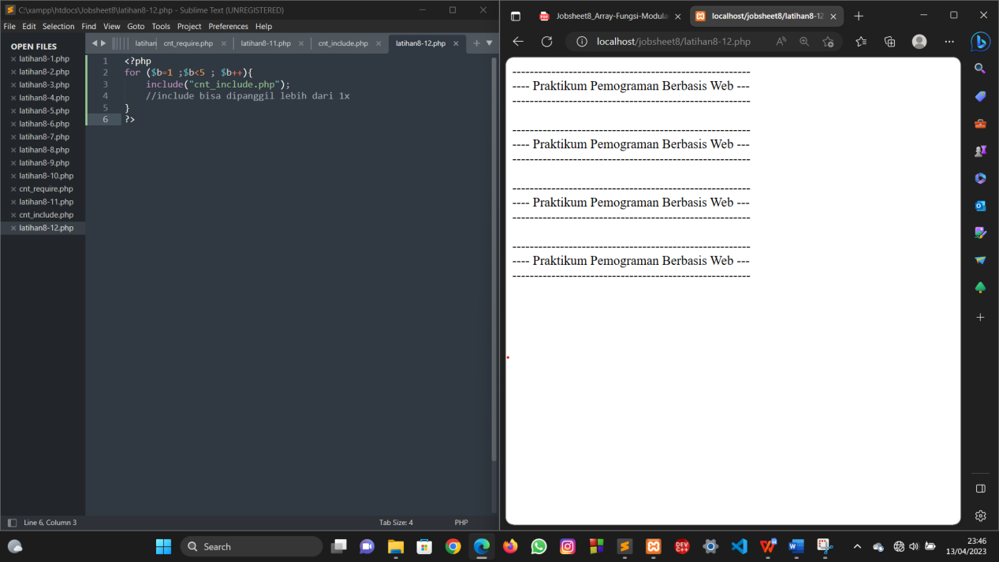 C:\xampp\htdocs\Jobsheet8\latihan8-12.php - Sublime Text (UNREGISTERED)
File Edit Selection Find View Goto Tools Project Preferences Help
OPEN FILES
latihan8-1.php
latihan8-2.php
latihan8-3.php
latihan8-4.php
latihan8-5.php
latihan8-6.php
latihan8-7.php
latihan8-8.php
latihan8-9.php
latihan8-10.php
cnt_require.php
latihan8-11.php
cnt_include.php
latihan8-12.php
latihan cnt_require.php latihan8-11.php cnt_include.php latihan8-12.php
1 <?php
2 for ($b=1 ;$b<5 ; $b++){
3 include("cnt_include.php");
4 //include bisa dipanggil lebih dari 1x
5 }
6 ?>
Line 6, Column 3 Tab Size: 4 PHP
Jobsheet8_Array-Fungsi-Modula localhost/jobsheet8/latihan8-12
localhost/jobsheet8/latihan8-12.php
-------------------------------------------------------
---- Praktikum Pemograman Berbasis Web ---
-------------------------------------------------------
-------------------------------------------------------
---- Praktikum Pemograman Berbasis Web ---
-------------------------------------------------------
-------------------------------------------------------
---- Praktikum Pemograman Berbasis Web ---
-------------------------------------------------------
-------------------------------------------------------
---- Praktikum Pemograman Berbasis Web ---
-------------------------------------------------------
Search
DEV C++
23:46
13/04/2023